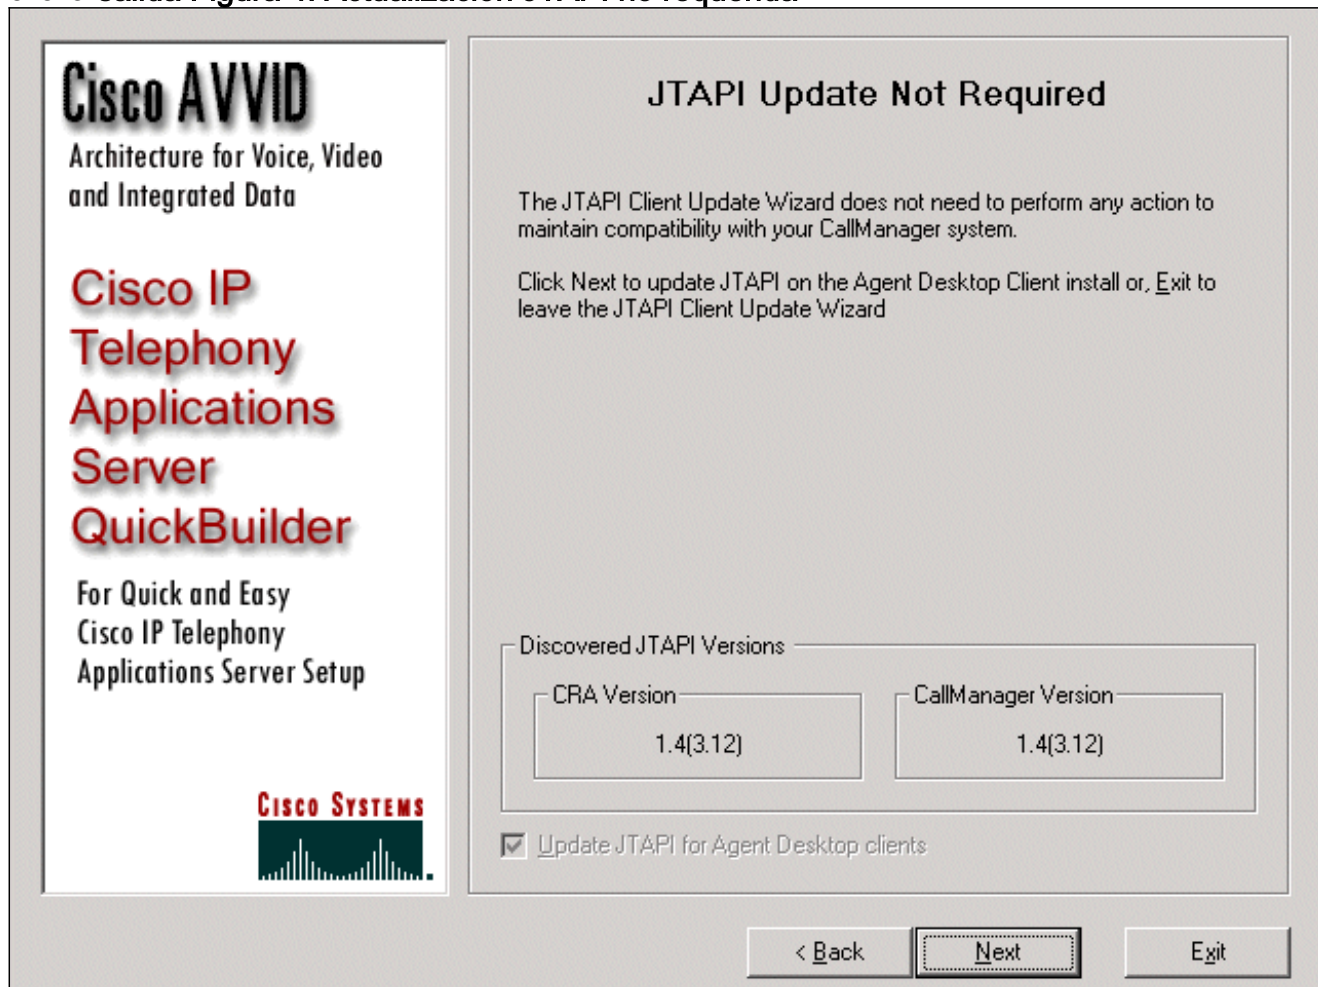 Cisco AVVID
Architecture for Voice, Video
and Integrated Data
Cisco IP
Telephony
Applications
Server
QuickBuilder
For Quick and Easy
Cisco IP Telephony
Applications Server Setup
CISCO SYSTEMS
JTAPI Update Not Required
The JTAPI Client Update Wizard does not need to perform any action to
maintain compatibility with your CallManager system.
Click Next to update JTAPI on the Agent Desktop Client install or, Exit to
leave the JTAPI Client Update Wizard
Discovered JTAPI Versions
CRA Version
1.4(3.12)
CallManager Version
1.4(3.12)
Update JTAPI for Agent Desktop clients
< Back
Next
Exit